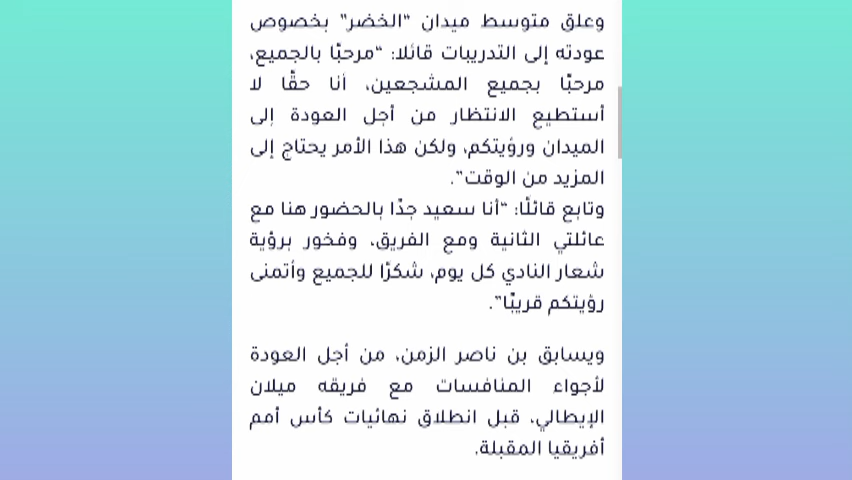 وعلق متوسط ميدان “الخضر” بخصوص
عودته إلى التدريبات قائلا: “مرحبًا بالجميع،
مرحبًا بجميع المشجعين، أنا حقًا لا
أستطيع الانتظار من أجل العودة إلى
الميدان ورؤيتكم، ولكن هذا الأمر يحتاج إلى
المزيد من الوقت”.
وتابع قائلًا: “أنا سعيد جدًا بالحضور هنا مع
عائلتي الثانية ومع الفريق، وفخور برؤية
شعار النادي كل يوم، شكرًا للجميع وأتمنى
رؤيتكم قريبًا”.
ويسابق بن ناصر الزمن، من أجل العودة
لأجواء المنافسات مع فريقه ميلان
الإيطالي، قبل انطلاق نهائيات كأس أمم
أفريقيا المقبلة.